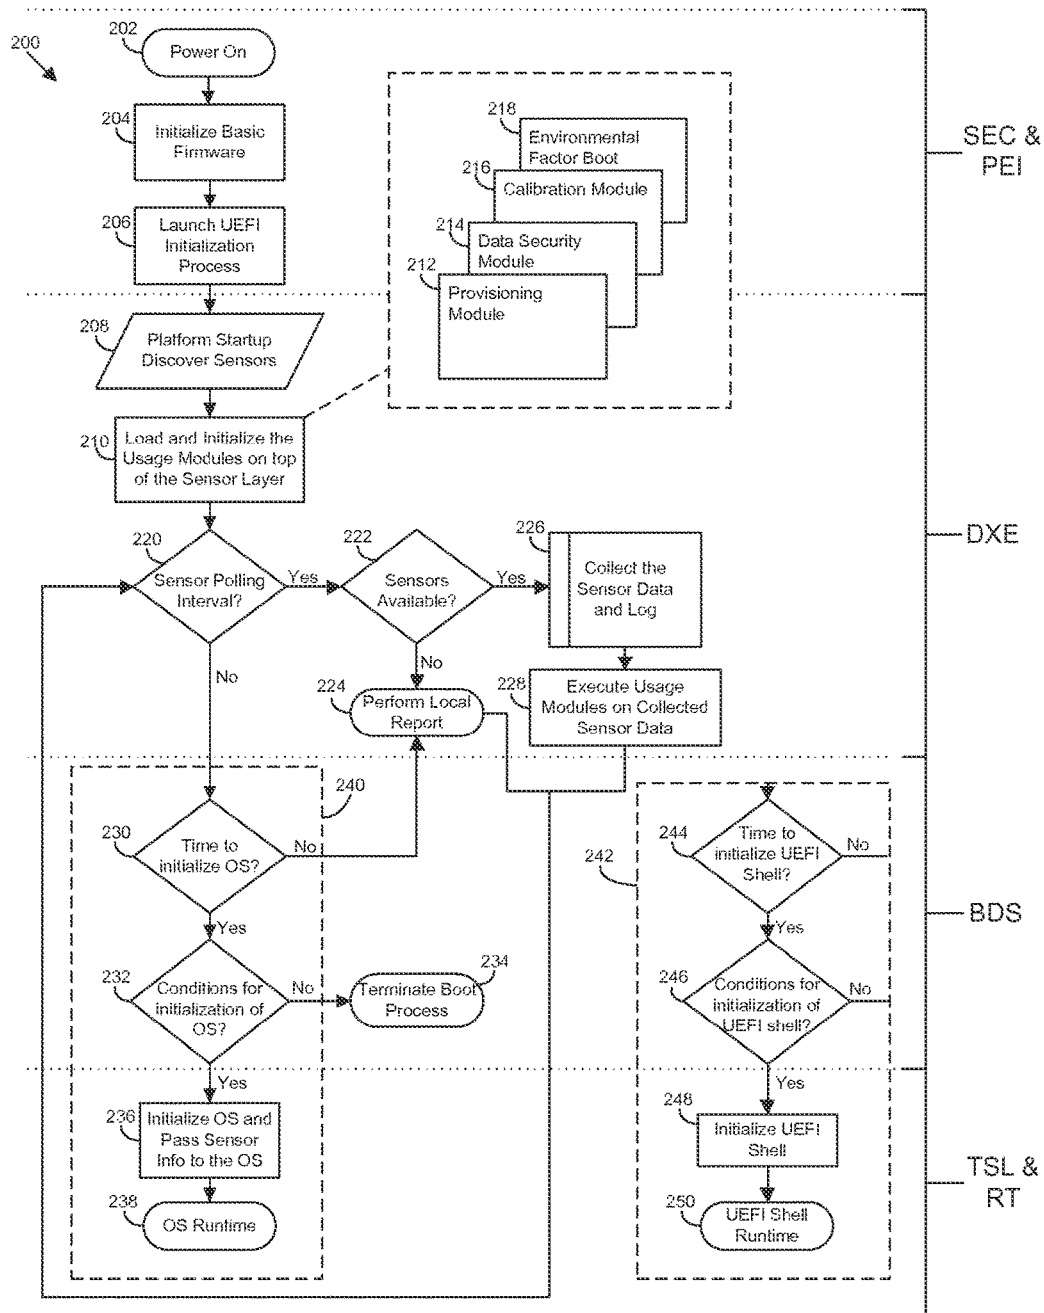 200
202
Power On
204
Initialize Basic
Firmware
206
Launch UEFI
Initialization
Process
218
Environmental
Factor Boot
216
Calibration Module
214
Data Security
Module
212
Provisioning
Module
SEC &
PEI
208
Platform Startup
Discover Sensors
210
Load and Initialize the
Usage Modules on top
of the Sensor Layer
220
Sensor Polling
Interval?
Yes
No
222
Sensors
Available?
Yes
No
226
Collect the
Sensor Data
and Log
224
Perform Local
Report
228
Execute Usage
Modules on Collected
Sensor Data
DXE
240
230
Time to
initialize OS?
No
Yes
232
Conditions for
initialization of
OS?
No
Yes
234
Terminate Boot
Process
242
244
Time to
initialize UEFI
Shell?
No
Yes
246
Conditions for
initialization of
UEFI shell?
No
Yes
BDS
236
Initialize OS and
Pass Sensor
Info to the OS
238
OS Runtime
248
Initialize UEFI
Shell
250
UEFI Shell
Runtime
TSL &
RT